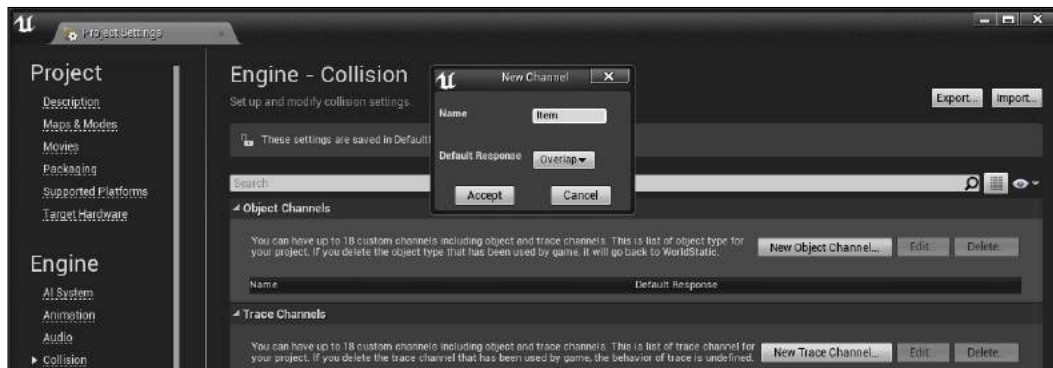 Project Settings
Project
Description
Maps & Modes
Movies
Packaging
Supported Platforms
Target Hardware
Engine
AI System
Animation
Audio
Collision
Engine - Collision
Set up and modify collision settings.
Export... Import...
These settings are saved in Default
Search
Object Channels
You can have up to 18 custom channels including object and trace channels. This is list of object type for
your project. If you delete the object type that has been used by game, it will go back to WorldStatic.
New Object Channel... Edit... Delete...
Name Default Response
Trace Channels
You can have up to 18 custom channels including object and trace channels. This is list of trace channel for
your project. If you delete the trace channel that has been used by game, the behavior of trace is undefined.
New Trace Channel... Edit... Delete...
New Channel
Name Item
Default Response Overlap
Accept Cancel